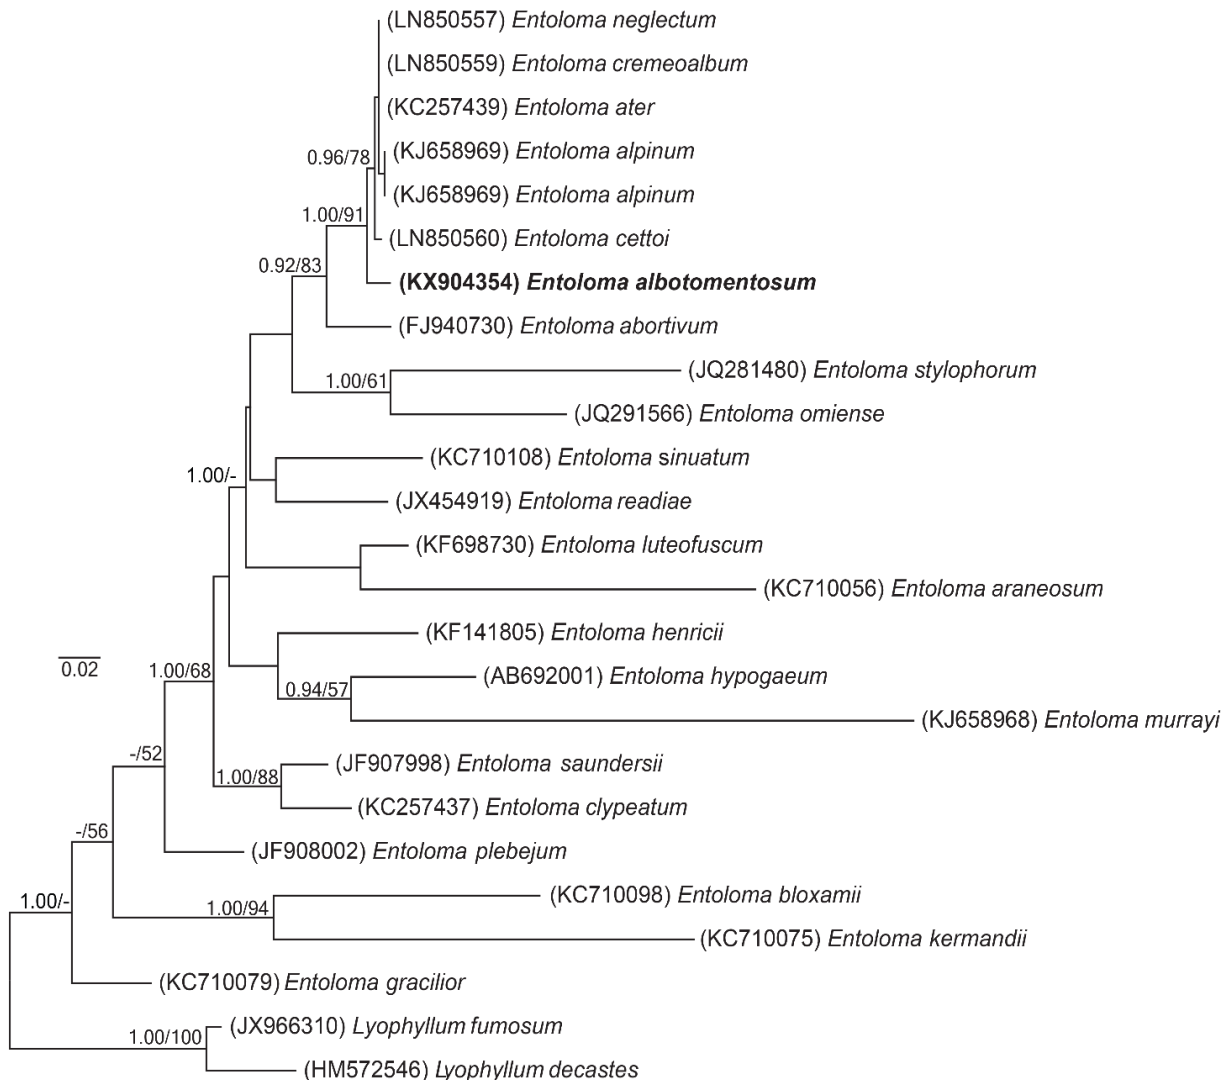 (LN850557) Entoloma neglectum
(LN850559) Entoloma cremeoalbum
(KC257439) Entoloma ater
0.96/78
(KJ658969) Entoloma alpinum
(KJ658969) Entoloma alpinum
1.00/91
(LN850560) Entoloma cettoi
0.92/83
(KX904354) Entoloma albotomentosum
(FJ940730) Entoloma abortivum
(JQ281480) Entoloma stylophorum
1.00/61
(JQ291566) Entoloma omiense
(KC710108) Entoloma sinuatum
1.00/-
(JX454919) Entoloma readiae
(KF698730) Entoloma luteofuscum
(KC710056) Entoloma araneosum
(KF141805) Entoloma henricii
0.02
1.00/68
(AB692001) Entoloma hypogaeum
0.94/57
(KJ658968) Entoloma murrayi
-/52
(JF907998) Entoloma saundersii
1.00/88
(KC257437) Entoloma clypeatum
-/56
(JF908002) Entoloma plebejum
(KC710098) Entoloma bloxamii
1.00/-
1.00/94
(KC710075) Entoloma kermandii
(KC710079) Entoloma gracilior
(JX966310) Lyophyllum fumosum
1.00/100
(HM572546) Lyophyllum decastes